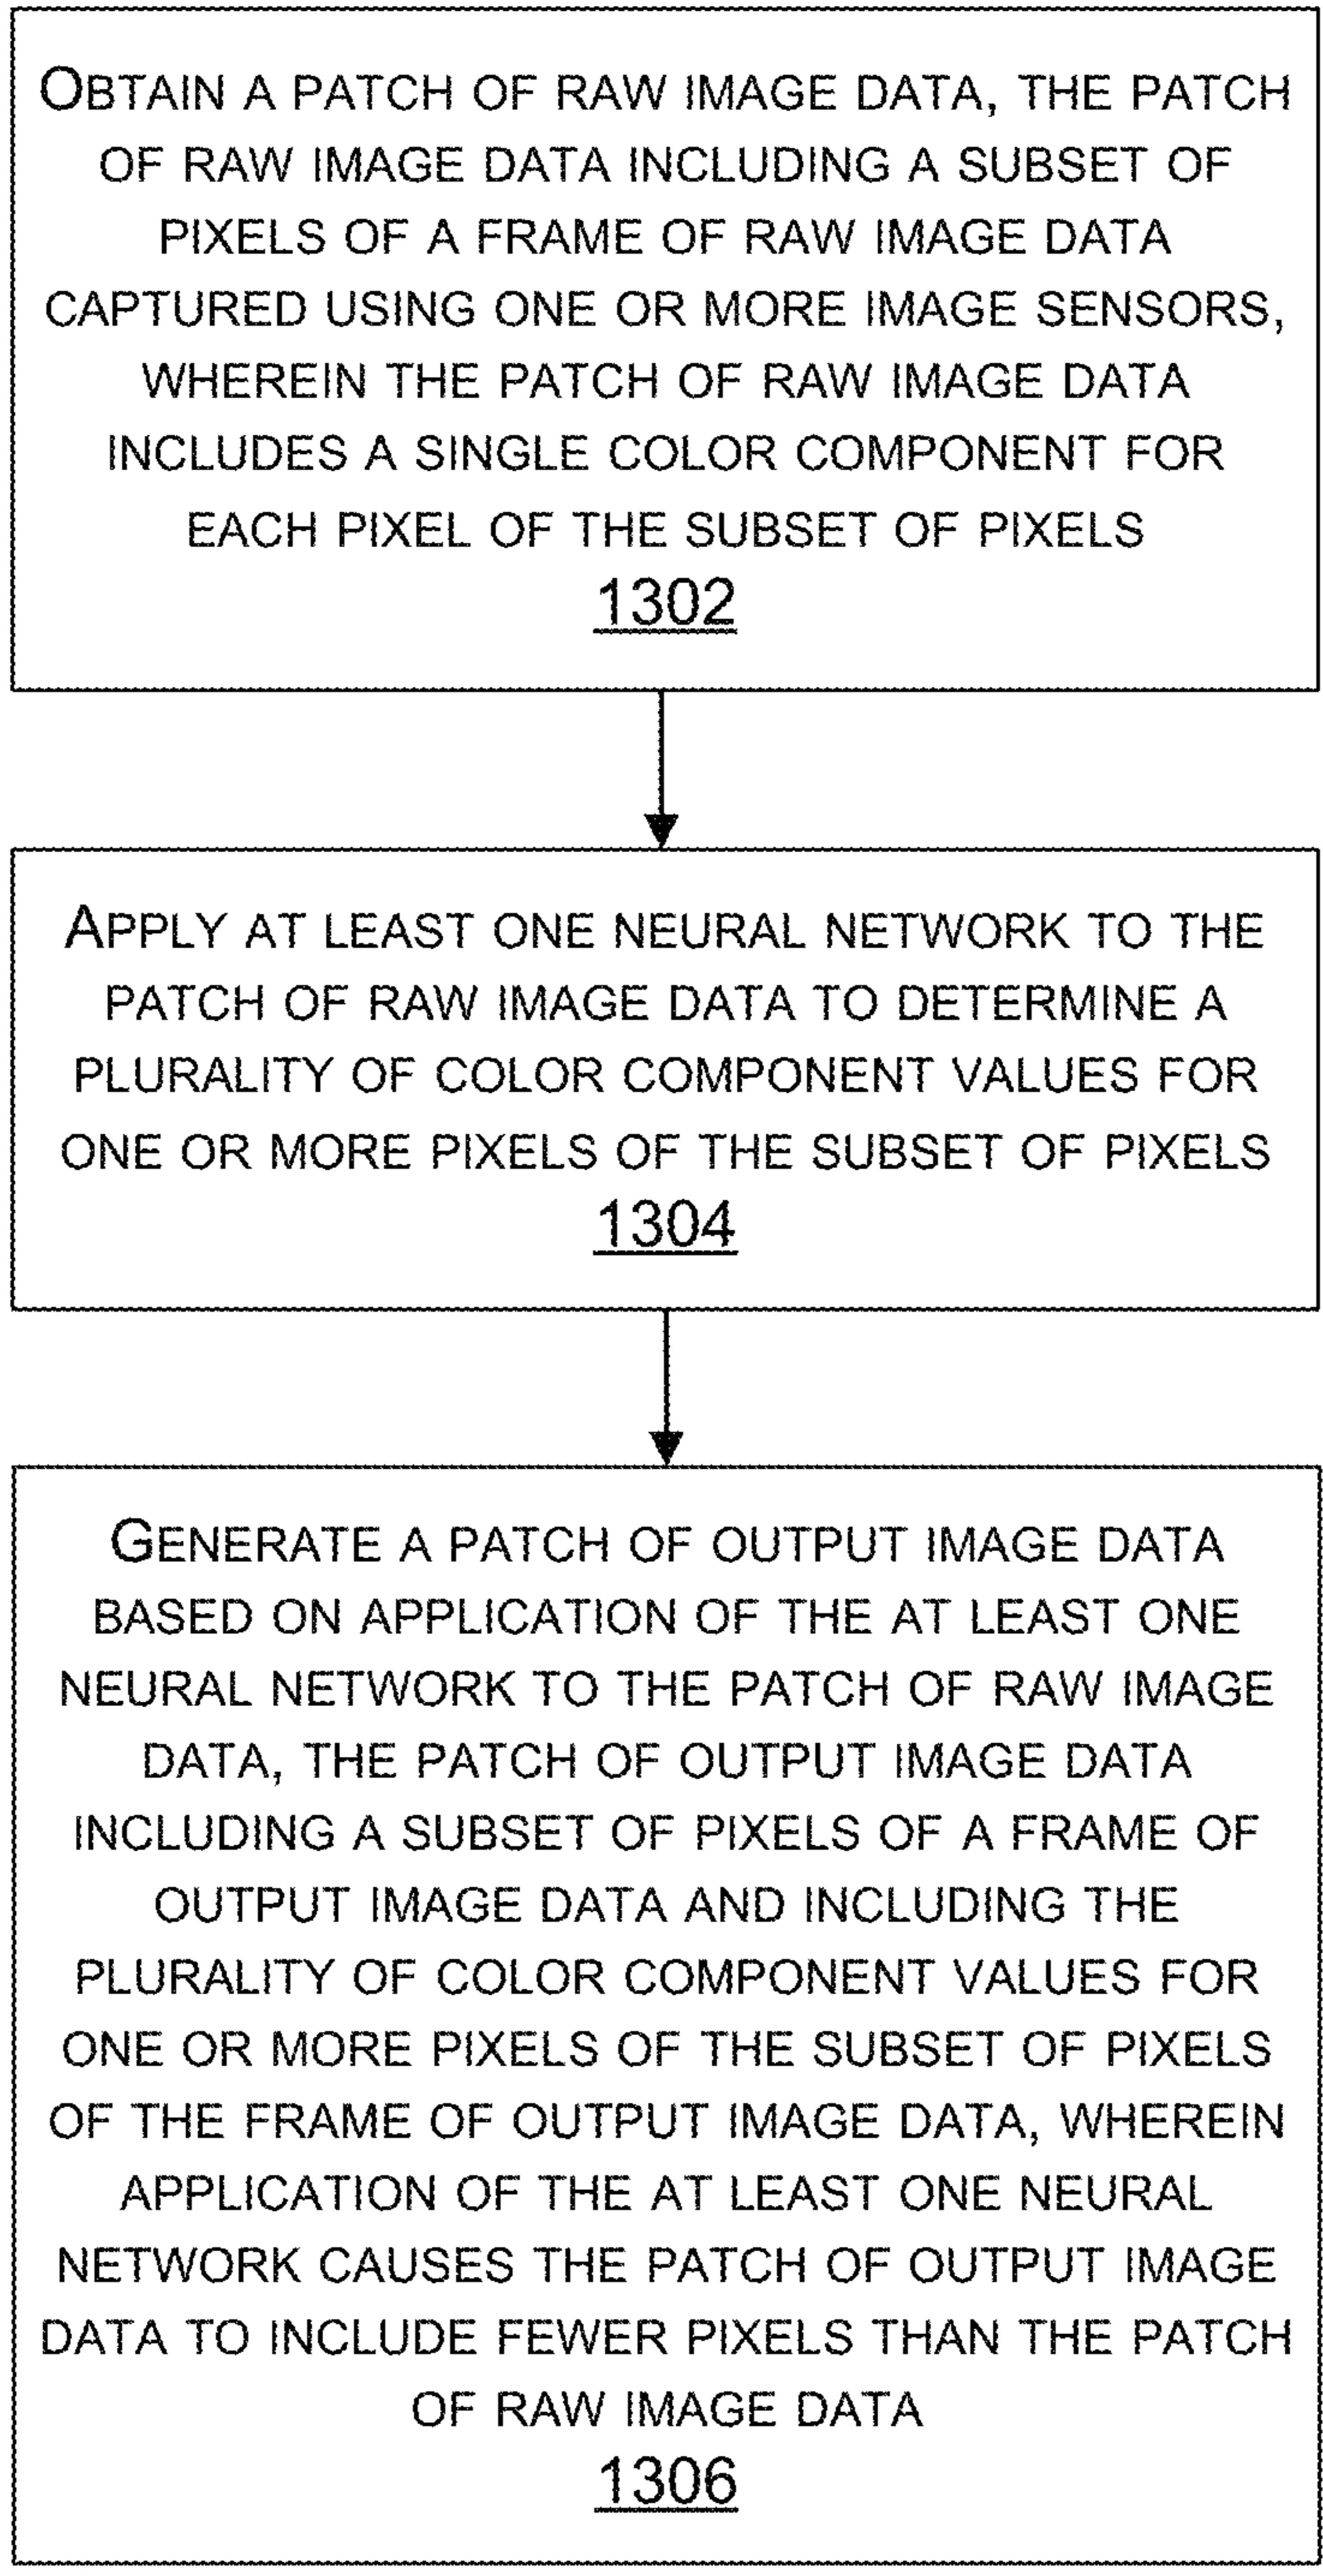 OBTAIN A PATCH OF RAW IMAGE DATA, THE PATCH
OF RAW IMAGE DATA INCLUDING A SUBSET OF
PIXELS OF A FRAME OF RAW IMAGE DATA
CAPTURED USING ONE OR MORE IMAGE SENSORS,
WHEREIN THE PATCH OF RAW IMAGE DATA
INCLUDES A SINGLE COLOR COMPONENT FOR
EACH PIXEL OF THE SUBSET OF PIXELS
1302
APPLY AT LEAST ONE NEURAL NETWORK TO THE
PATCH OF RAW IMAGE DATA TO DETERMINE A
PLURALITY OF COLOR COMPONENT VALUES FOR
ONE OR MORE PIXELS OF THE SUBSET OF PIXELS
1304
GENERATE A PATCH OF OUTPUT IMAGE DATA
BASED ON APPLICATION OF THE AT LEAST ONE
NEURAL NETWORK TO THE PATCH OF RAW IMAGE
DATA, THE PATCH OF OUTPUT IMAGE DATA
INCLUDING A SUBSET OF PIXELS OF A FRAME OF
OUTPUT IMAGE DATA AND INCLUDING THE
PLURALITY OF COLOR COMPONENT VALUES FOR
ONE OR MORE PIXELS OF THE SUBSET OF PIXELS
OF THE FRAME OF OUTPUT IMAGE DATA, WHEREIN
APPLICATION OF THE AT LEAST ONE NEURAL
NETWORK CAUSES THE PATCH OF OUTPUT IMAGE
DATA TO INCLUDE FEWER PIXELS THAN THE PATCH
OF RAW IMAGE DATA
1306